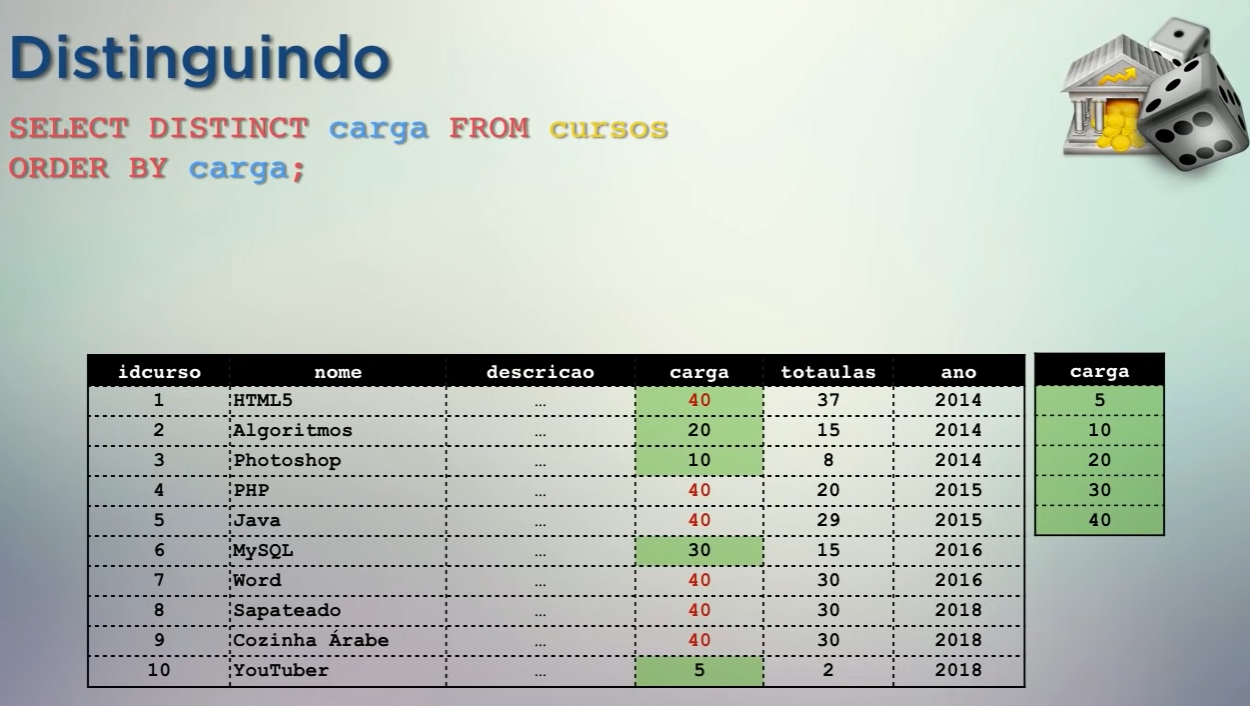 Distinguindo
SELECT DISTINCT carga FROM cursos
ORDER BY carga;
idcurso nome descricao carga totaulas ano
1 HTML5 … 40 37 2014
2 Algoritmos … 20 15 2014
3 Photoshop … 10 8 2014
4 PHP … 40 20 2015
5 Java … 40 29 2015
6 MySQL … 30 15 2016
7 Word … 40 30 2016
8 Sapateado … 40 30 2018
9 Cozinha Árabe … 40 30 2018
10 YouTuber … 5 2 2018
carga
5
10
20
30
40